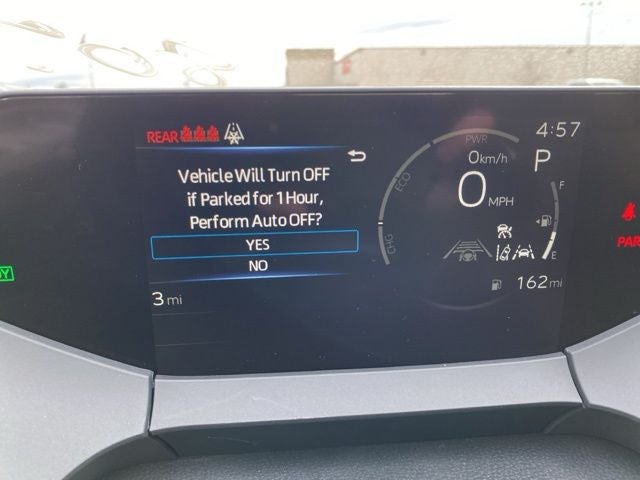 REAR
4:57
PWR
0 km/h
P
Vehicle Will Turn OFF
if Parked for 1 Hour,
Perform Auto OFF?
YES
NO
ECO
0 MPH
F
CHG
E
3 mi
162 mi